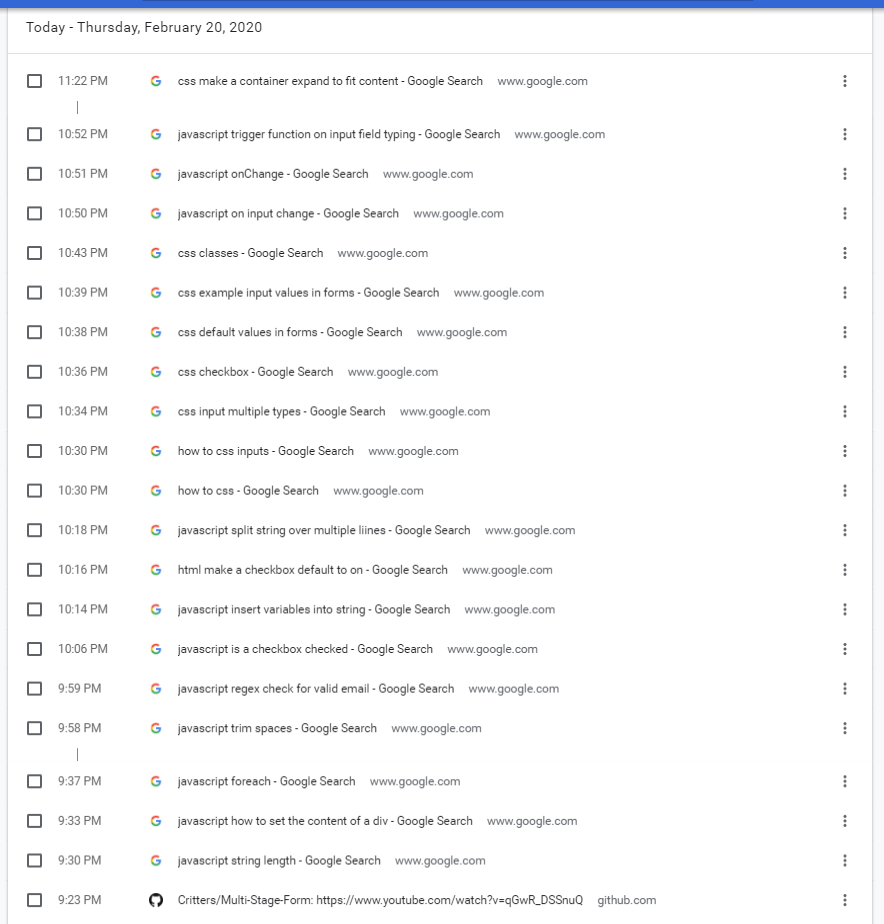 Today - Thursday, February 20, 2020
11:22 PM css make a container expand to fit content - Google Search www.google.com
10:52 PM javascript trigger function on input field typing - Google Search www.google.com
10:51 PM javascript onChange - Google Search www.google.com
10:50 PM javascript on input change - Google Search www.google.com
10:43 PM css classes - Google Search www.google.com
10:39 PM css example input values in forms - Google Search www.google.com
10:38 PM css default values in forms - Google Search www.google.com
10:36 PM css checkbox - Google Search www.google.com
10:34 PM css input multiple types - Google Search www.google.com
10:30 PM how to css inputs - Google Search www.google.com
10:30 PM how to css - Google Search www.google.com
10:18 PM javascript split string over multiple liines - Google Search www.google.com
10:16 PM html make a checkbox default to on - Google Search www.google.com
10:14 PM javascript insert variables into string - Google Search www.google.com
10:06 PM javascript is a checkbox checked - Google Search www.google.com
9:59 PM javascript regex check for valid email - Google Search www.google.com
9:58 PM javascript trim spaces - Google Search www.google.com
9:37 PM javascript foreach - Google Search www.google.com
9:33 PM javascript how to set the content of a div - Google Search www.google.com
9:30 PM javascript string length - Google Search www.google.com
9:23 PM Critters/Multi-Stage-Form: https://www.youtube.com/watch?v=qGwR_DSSnuQ github.com